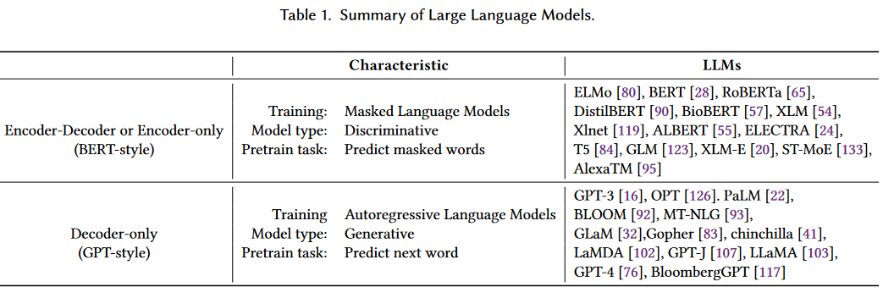 Table 1. Summary of Large Language Models.
Characteristic LLMs
Encoder-Decoder or Encoder-only
(BERT-style)
Training: Masked Language Models
Model type: Discriminative
Pretrain task: Predict masked words
ELMo [80], BERT [28], RoBERTa [65],
DistilBERT [90], BioBERT [57], XLM [54],
Xlnet [119], ALBERT [55], ELECTRA [24],
T5 [84], GLM [123], XLM-E [20], ST-MoE [133],
AlexaTM [95]
Decoder-only
(GPT-style)
Training Autoregressive Language Models
Model type: Generative
Pretrain task: Predict next word
GPT-3 [16], OPT [126]. PaLM [22],
BLOOM [92], MT-NLG [93],
GLaM [32],Gopher [83], chinchilla [41],
LaMDA [102], GPT-J [107], LLaMA [103],
GPT-4 [76], BloombergGPT [117]